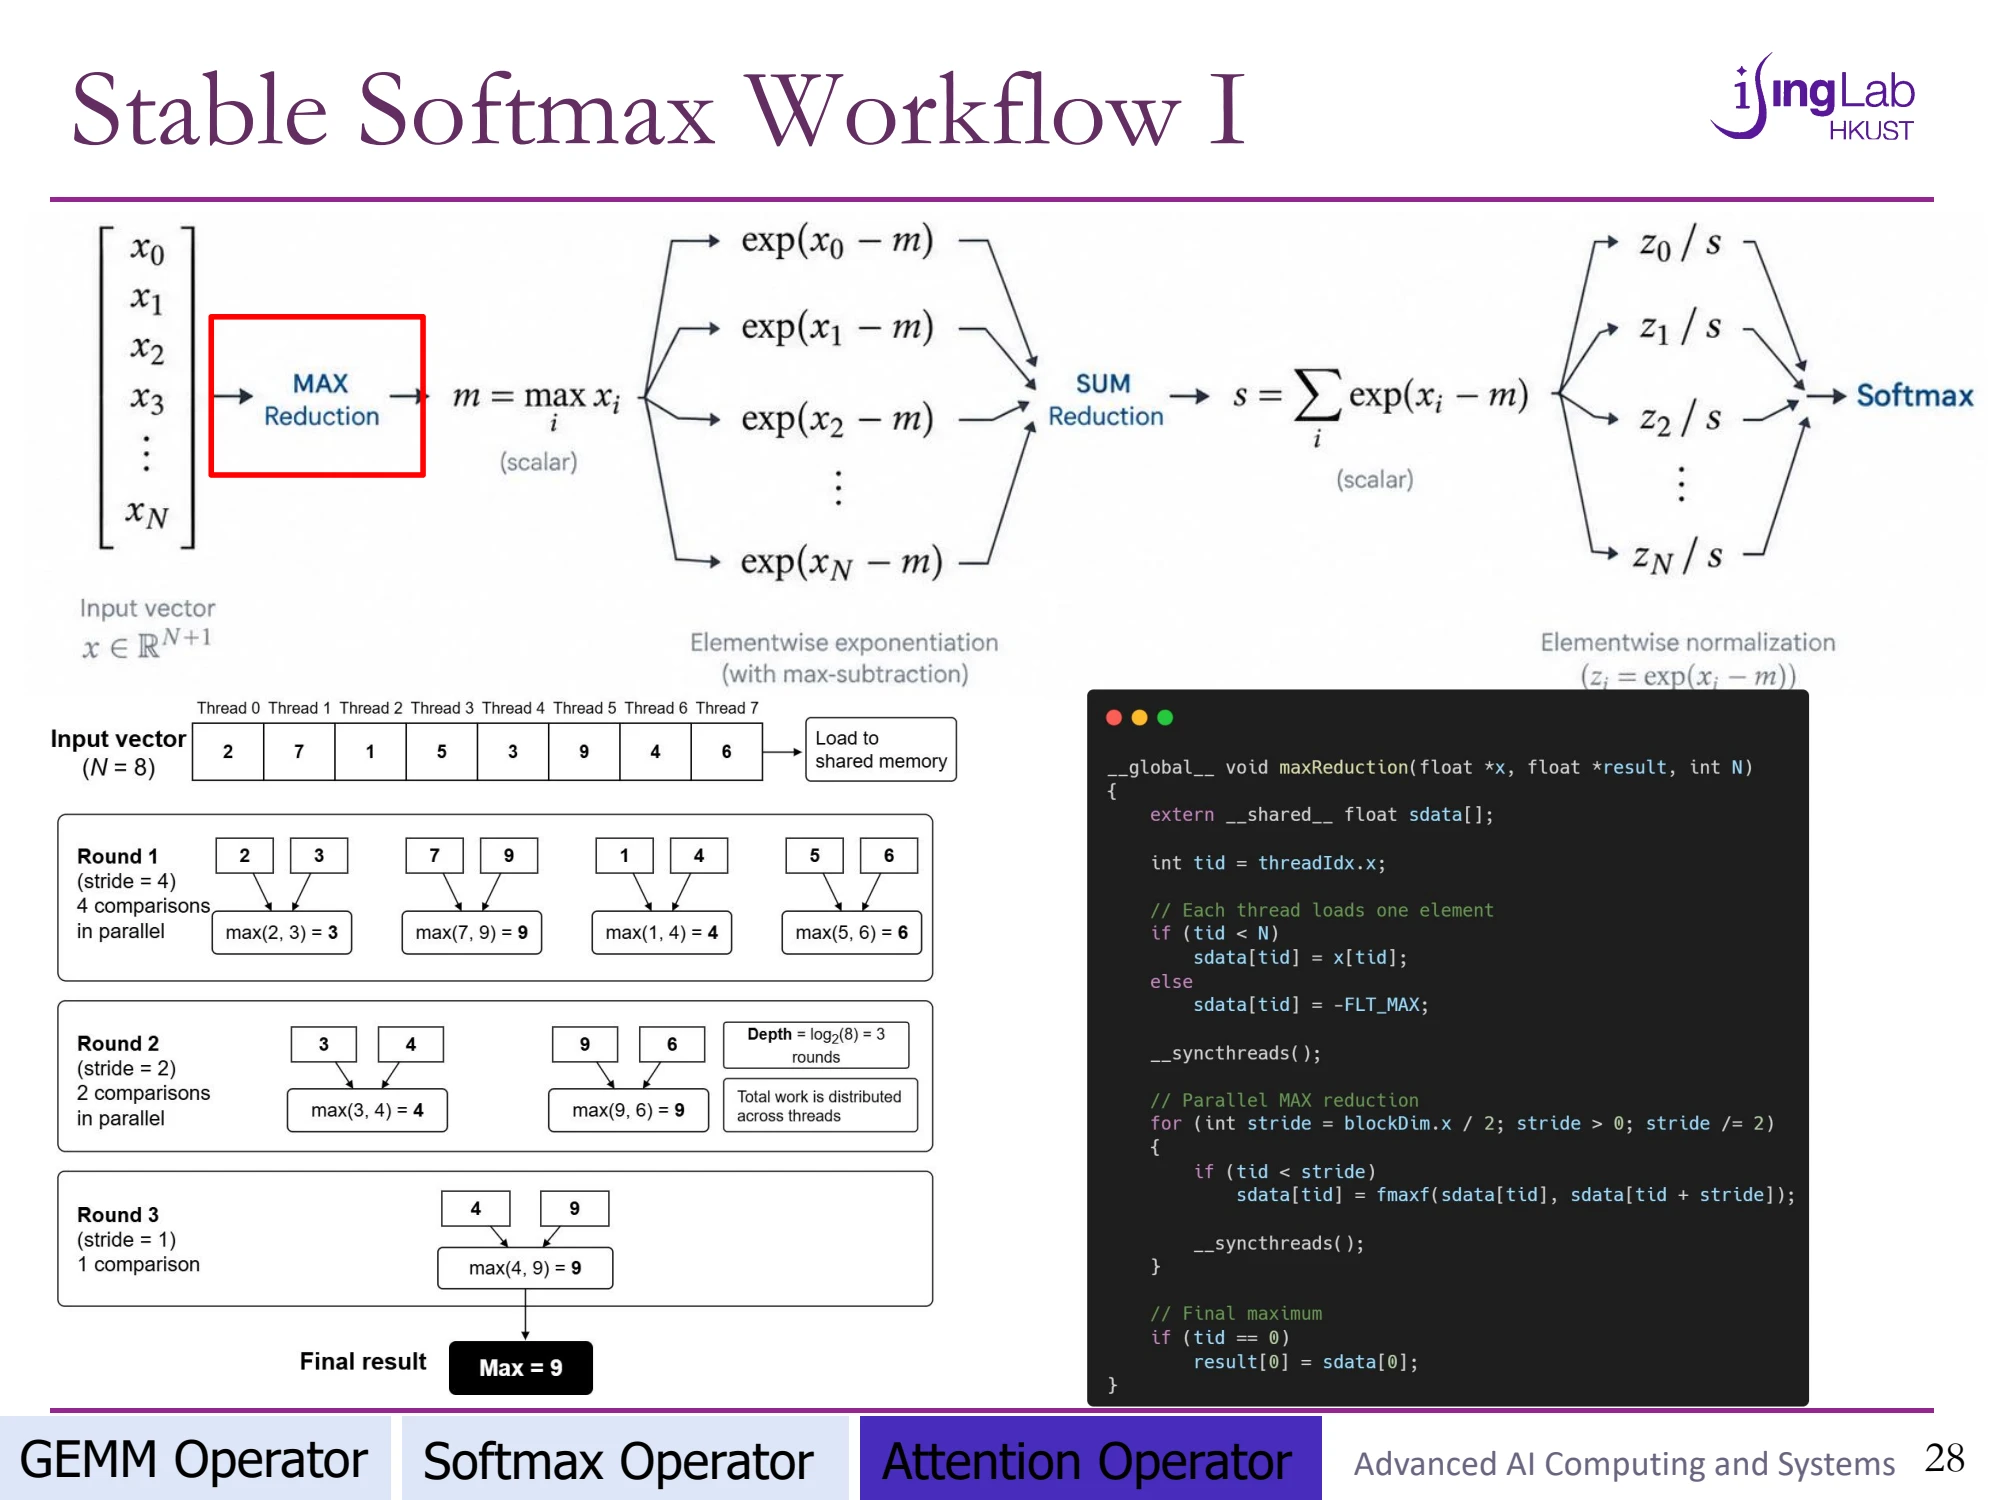 Stable Softmax Workflow I
isingLab
HKUST
x0
x1
x2
x3
⋮
xN
Input vector
x ∈ ℝ^{N+1}
MAX
Reduction
m = max_i x_i
(scalar)
exp(x0 − m)
exp(x1 − m)
exp(x2 − m)
⋮
exp(xN − m)
Elementwise exponentiation
(with max-subtraction)
SUM
Reduction
s = ∑_i exp(x_i − m)
(scalar)
z0 / s
z1 / s
z2 / s
⋮
zN / s
Elementwise normalization
(z_i = exp(x_i − m))
Softmax
Thread 0 Thread 1 Thread 2 Thread 3 Thread 4 Thread 5 Thread 6 Thread 7
Input vector
(N = 8)
2 7 1 5 3 9 4 6
Load to
shared memory
Round 1
(stride = 4)
4 comparisons
in parallel
2 3 7 9 1 4 5 6
max(2, 3) = 3 max(7, 9) = 9 max(1, 4) = 4 max(5, 6) = 6
Round 2
(stride = 2)
2 comparisons
in parallel
3 4 9 6
max(3, 4) = 4 max(9, 6) = 9
Depth = log2(8) = 3
rounds
Total work is distributed
across threads
Round 3
(stride = 1)
1 comparison
4 9
max(4, 9) = 9
Final result
Max = 9
__global__ void maxReduction(float *x, float *result, int N)
{
    extern __shared__ float sdata[];
    int tid = threadIdx.x;
    // Each thread loads one element
    if (tid < N)
        sdata[tid] = x[tid];
    else
        sdata[tid] = -FLT_MAX;
    __syncthreads();
    // Parallel MAX reduction
    for (int stride = blockDim.x / 2; stride > 0; stride /= 2)
    {
        if (tid < stride)
            sdata[tid] = fmaxf(sdata[tid], sdata[tid + stride]);
        __syncthreads();
    }
    // Final maximum
    if (tid == 0)
        result[0] = sdata[0];
}
GEMM Operator
Softmax Operator
Attention Operator
Advanced AI Computing and Systems
28